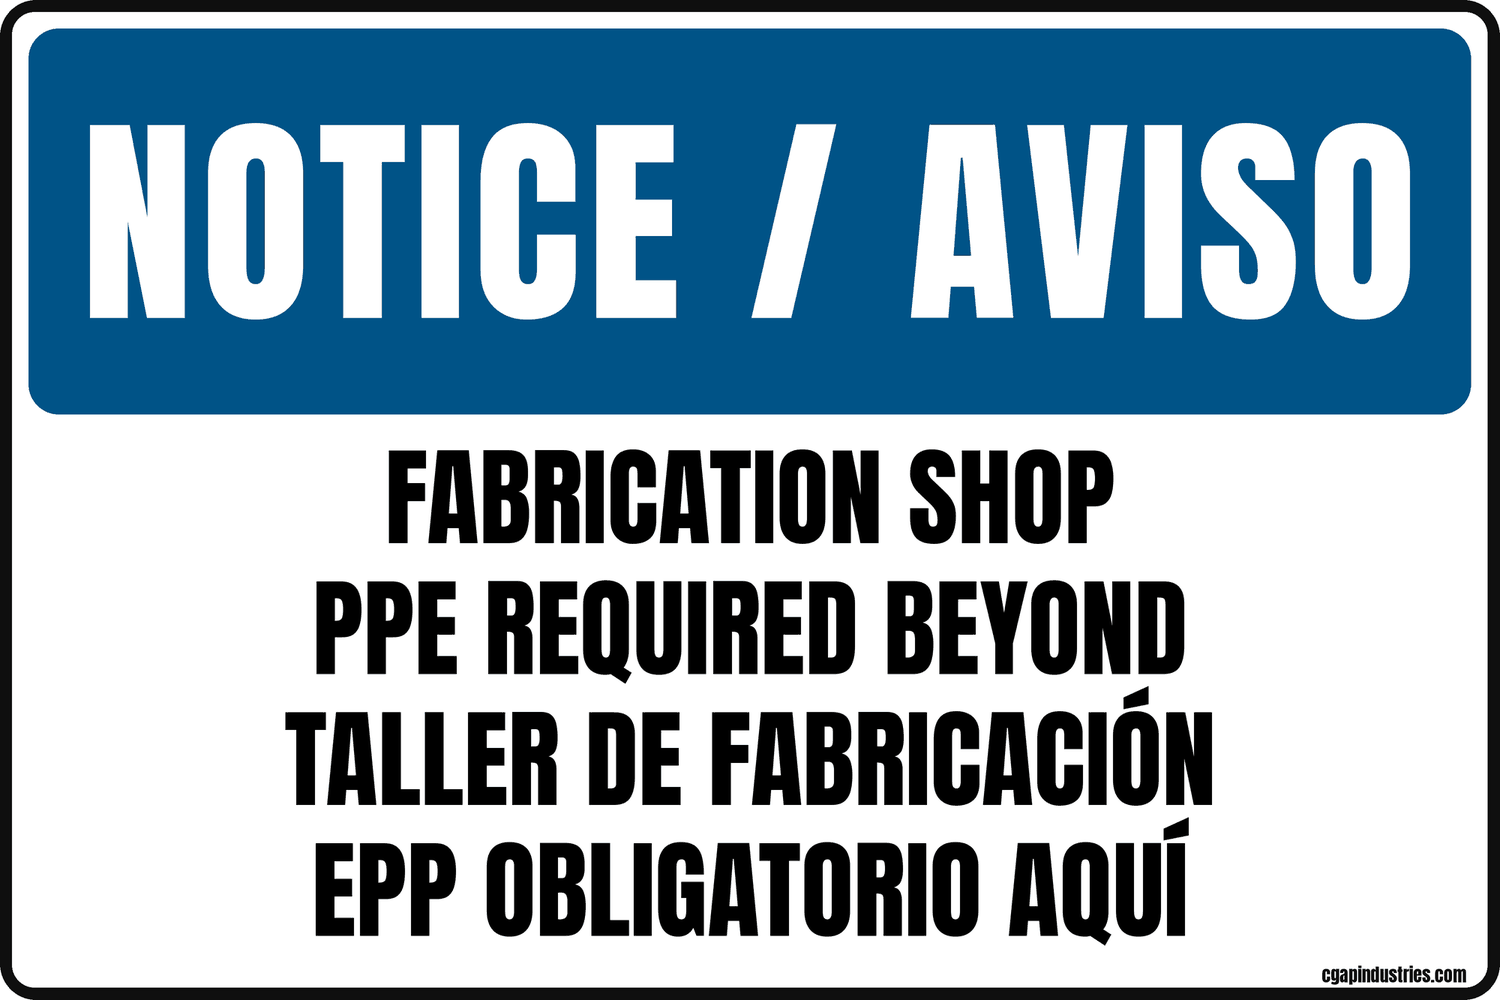 NOTICE / AVISO
FABRICATION SHOP
PPE REQUIRED BEYOND
TALLER DE FABRICACIÓN
EPP OBLIGATORIO AQUÍ
cgapindustries.com